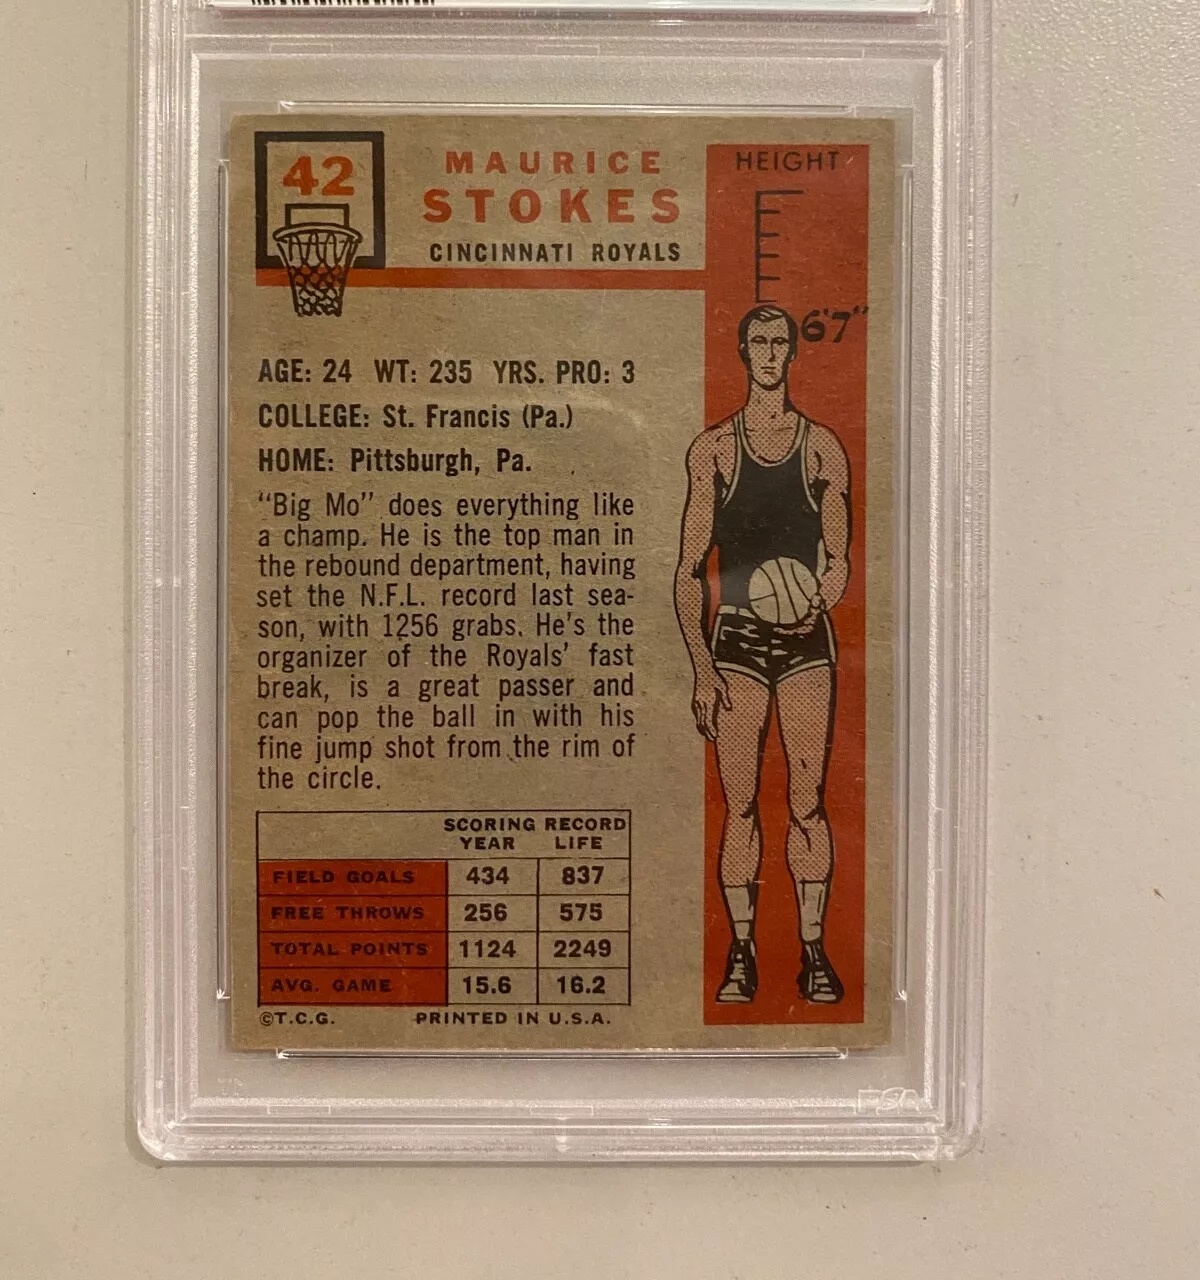 42
MAURICE
STOKES
CINCINNATI ROYALS
HEIGHT
6'7"
AGE: 24 WT: 235 YRS. PRO: 3
COLLEGE: St. Francis (Pa.)
HOME: Pittsburgh, Pa.
"Big Mo" does everything like
a champ. He is the top man in
the rebound department, having
set the N.F.L. record last sea-
son, with 1256 grabs. He's the
organizer of the Royals' fast
break, is a great passer and
can pop the ball in with his
fine jump shot from the rim of
the circle.
SCORING RECORD
YEAR LIFE
FIELD GOALS 434 837
FREE THROWS 256 575
TOTAL POINTS 1124 2249
AVG. GAME 15.6 16.2
©T.C.G. PRINTED IN U.S.A.
PSA